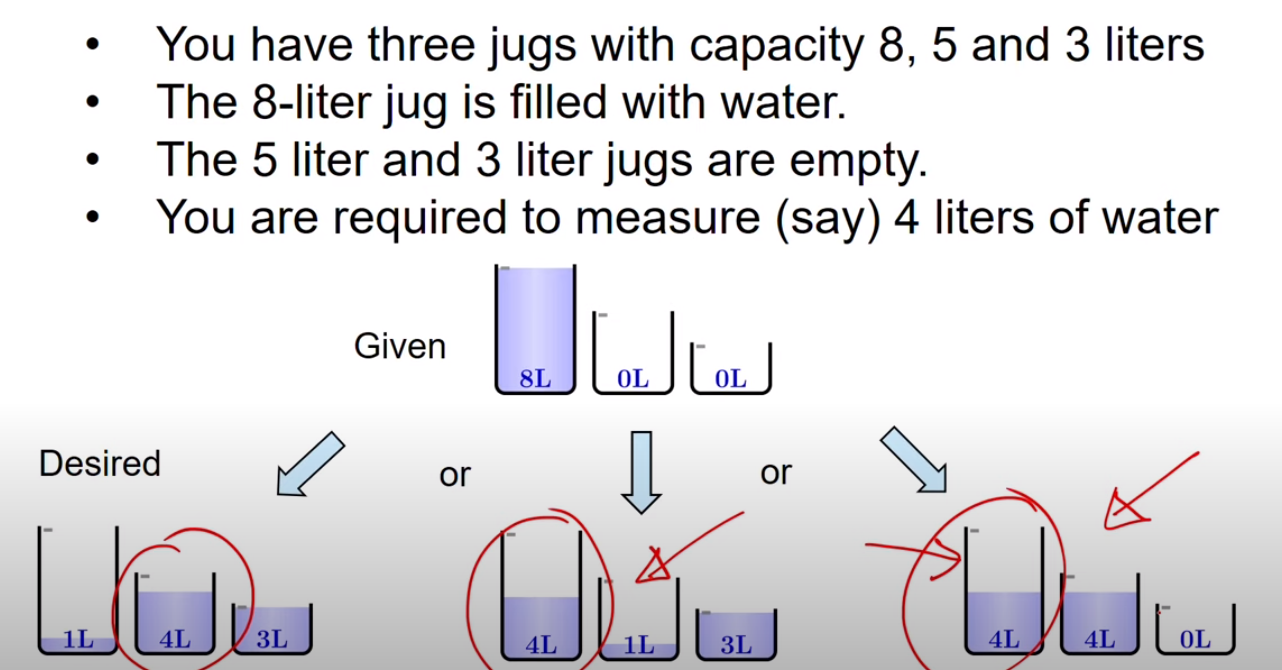 • You have three jugs with capacity 8, 5 and 3 liters
• The 8-liter jug is filled with water.
• The 5 liter and 3 liter jugs are empty.
• You are required to measure (say) 4 liters of water
Given
8L 0L 0L
Desired
or
or
1L 4L 3L
4L 1L 3L
4L 4L 0L